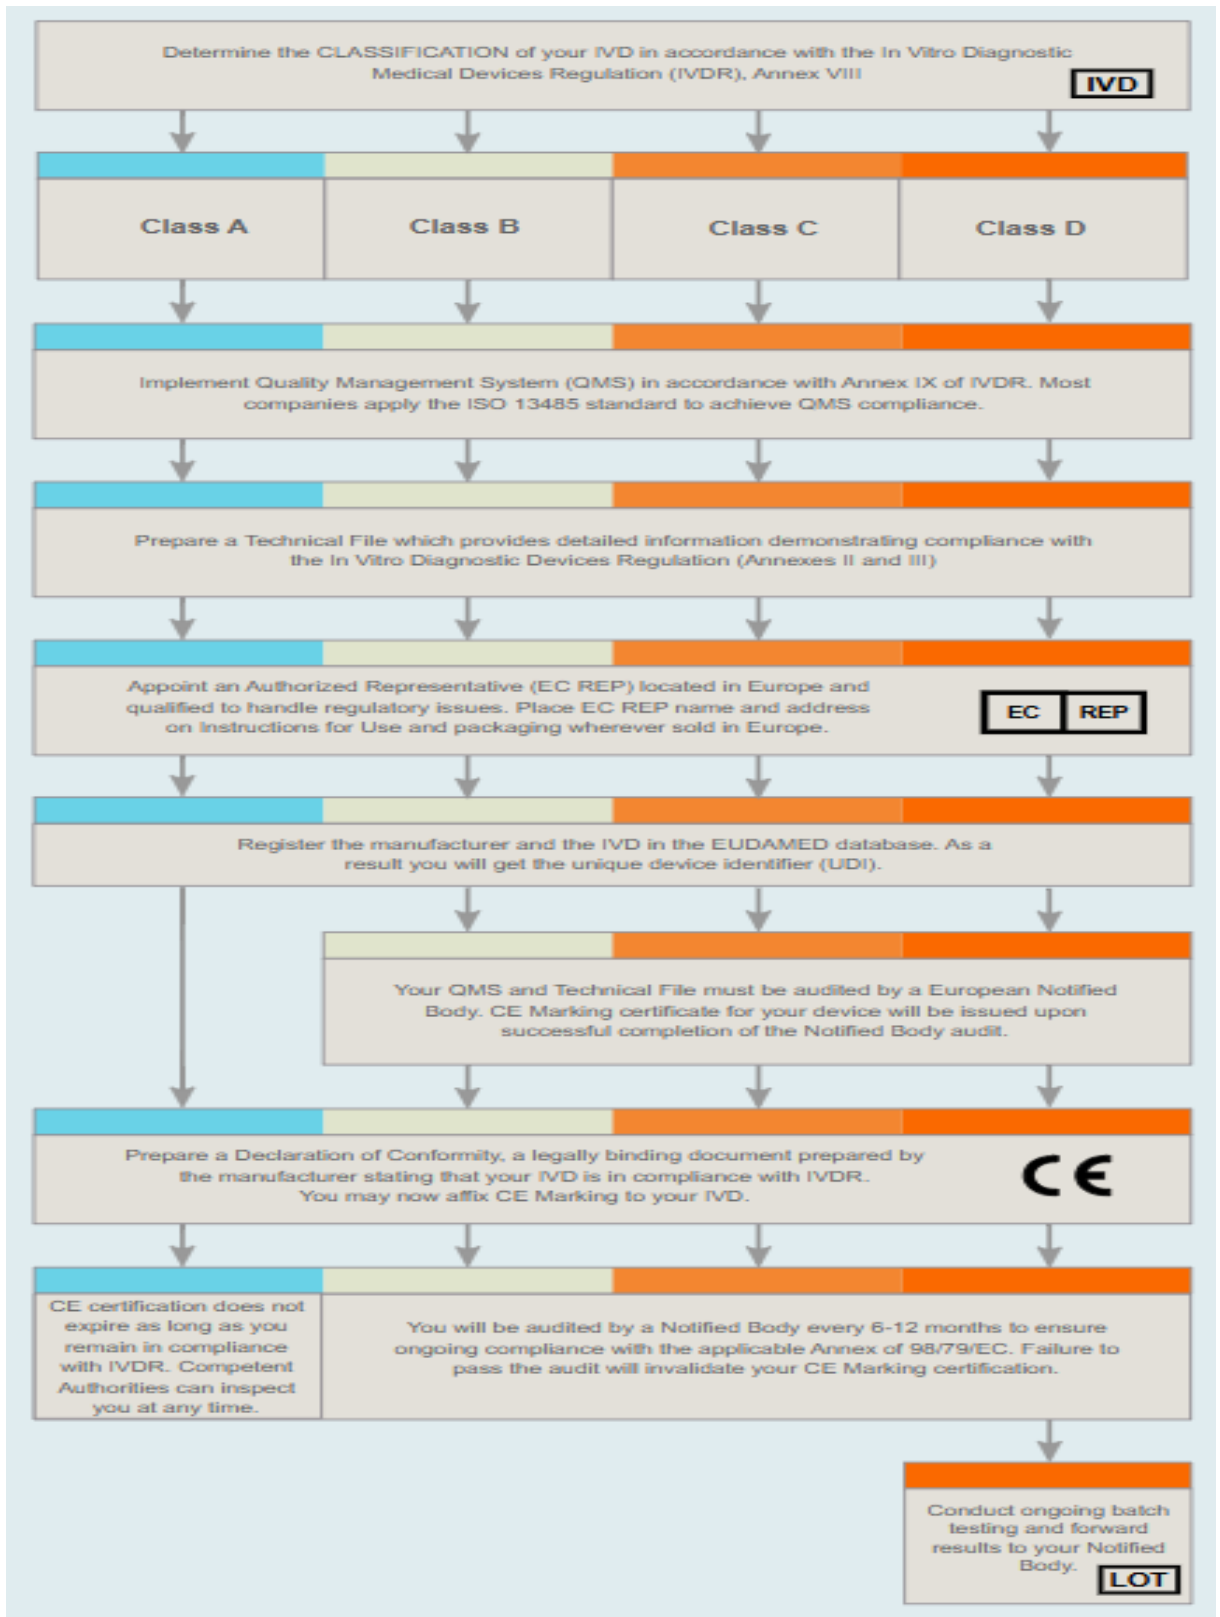 Determine the CLASSIFICATION of your IVD in accordance with the In Vitro Diagnostic
Medical Devices Regulation (IVDR), Annex VIII
IVD
Class A
Class B
Class C
Class D
Implement Quality Management System (QMS) in accordance with Annex IX of IVDR. Most
companies apply the ISO 13485 standard to achieve QMS compliance.
Prepare a Technical File which provides detailed information demonstrating compliance with
the In Vitro Diagnostic Devices Regulation (Annexes II and III)
Appoint an Authorized Representative (EC REP) located in Europe and
qualified to handle regulatory issues. Place EC REP name and address
on Instructions for Use and packaging wherever sold in Europe.
EC REP
Register the manufacturer and the IVD in the EUDAMED database. As a
result you will get the unique device identifier (UDI).
Your QMS and Technical File must be audited by a European Notified
Body. CE Marking certificate for your device will be issued upon
successful completion of the Notified Body audit.
Prepare a Declaration of Conformity, a legally binding document prepared by
the manufacturer stating that your IVD is in compliance with IVDR.
You may now affix CE Marking to your IVD.
CE
CE certification does not
expire as long as you
remain in compliance
with IVDR. Competent
Authorities can inspect
you at any time.
You will be audited by a Notified Body every 6-12 months to ensure
ongoing compliance with the applicable Annex of 98/79/EC. Failure to
pass the audit will invalidate your CE Marking certification.
Conduct ongoing batch
testing and forward
results to your Notified
Body.
LOT